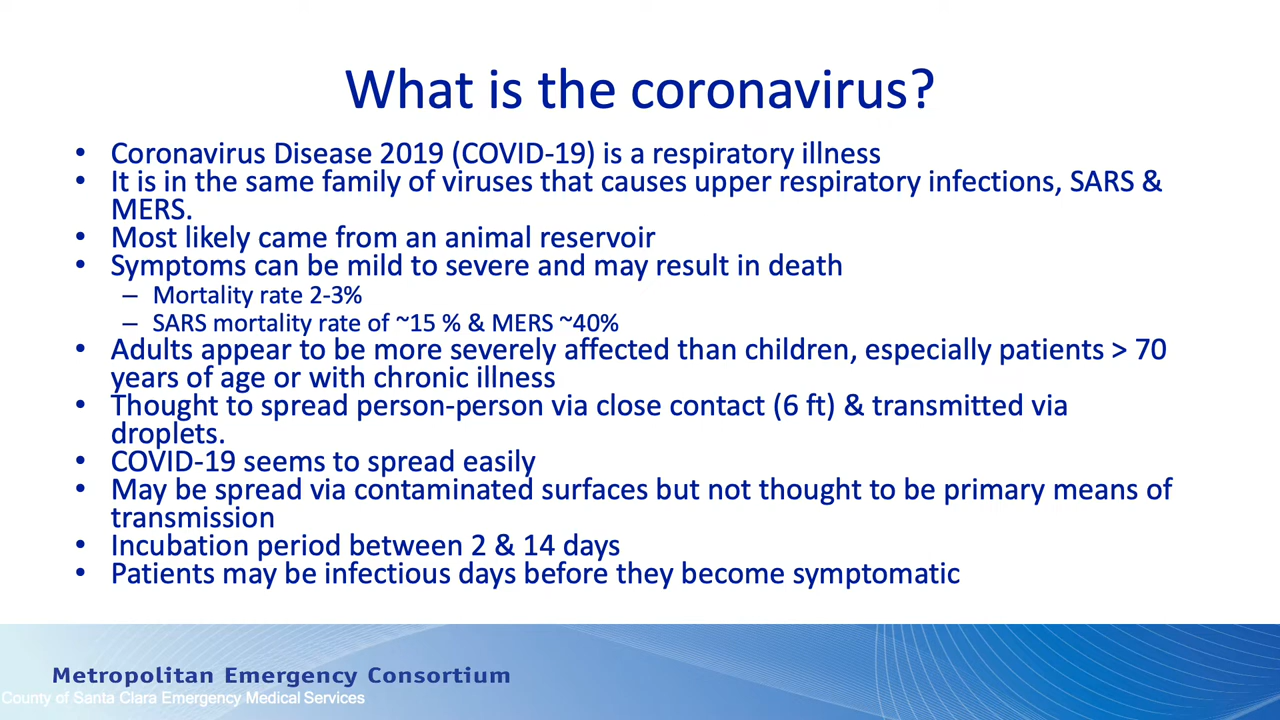 What is the coronavirus?
• Coronavirus Disease 2019 (COVID-19) is a respiratory illness
• It is in the same family of viruses that causes upper respiratory infections, SARS &
MERS.
• Most likely came from an animal reservoir
• Symptoms can be mild to severe and may result in death
– Mortality rate 2-3%
– SARS mortality rate of ~15 % & MERS ~40%
• Adults appear to be more severely affected than children, especially patients > 70
years of age or with chronic illness
• Thought to spread person-person via close contact (6 ft) & transmitted via
droplets.
• COVID-19 seems to spread easily
• May be spread via contaminated surfaces but not thought to be primary means of
transmission
• Incubation period between 2 & 14 days
• Patients may be infectious days before they become symptomatic
Metropolitan Emergency Consortium
County of Santa Clara Emergency Medical Services